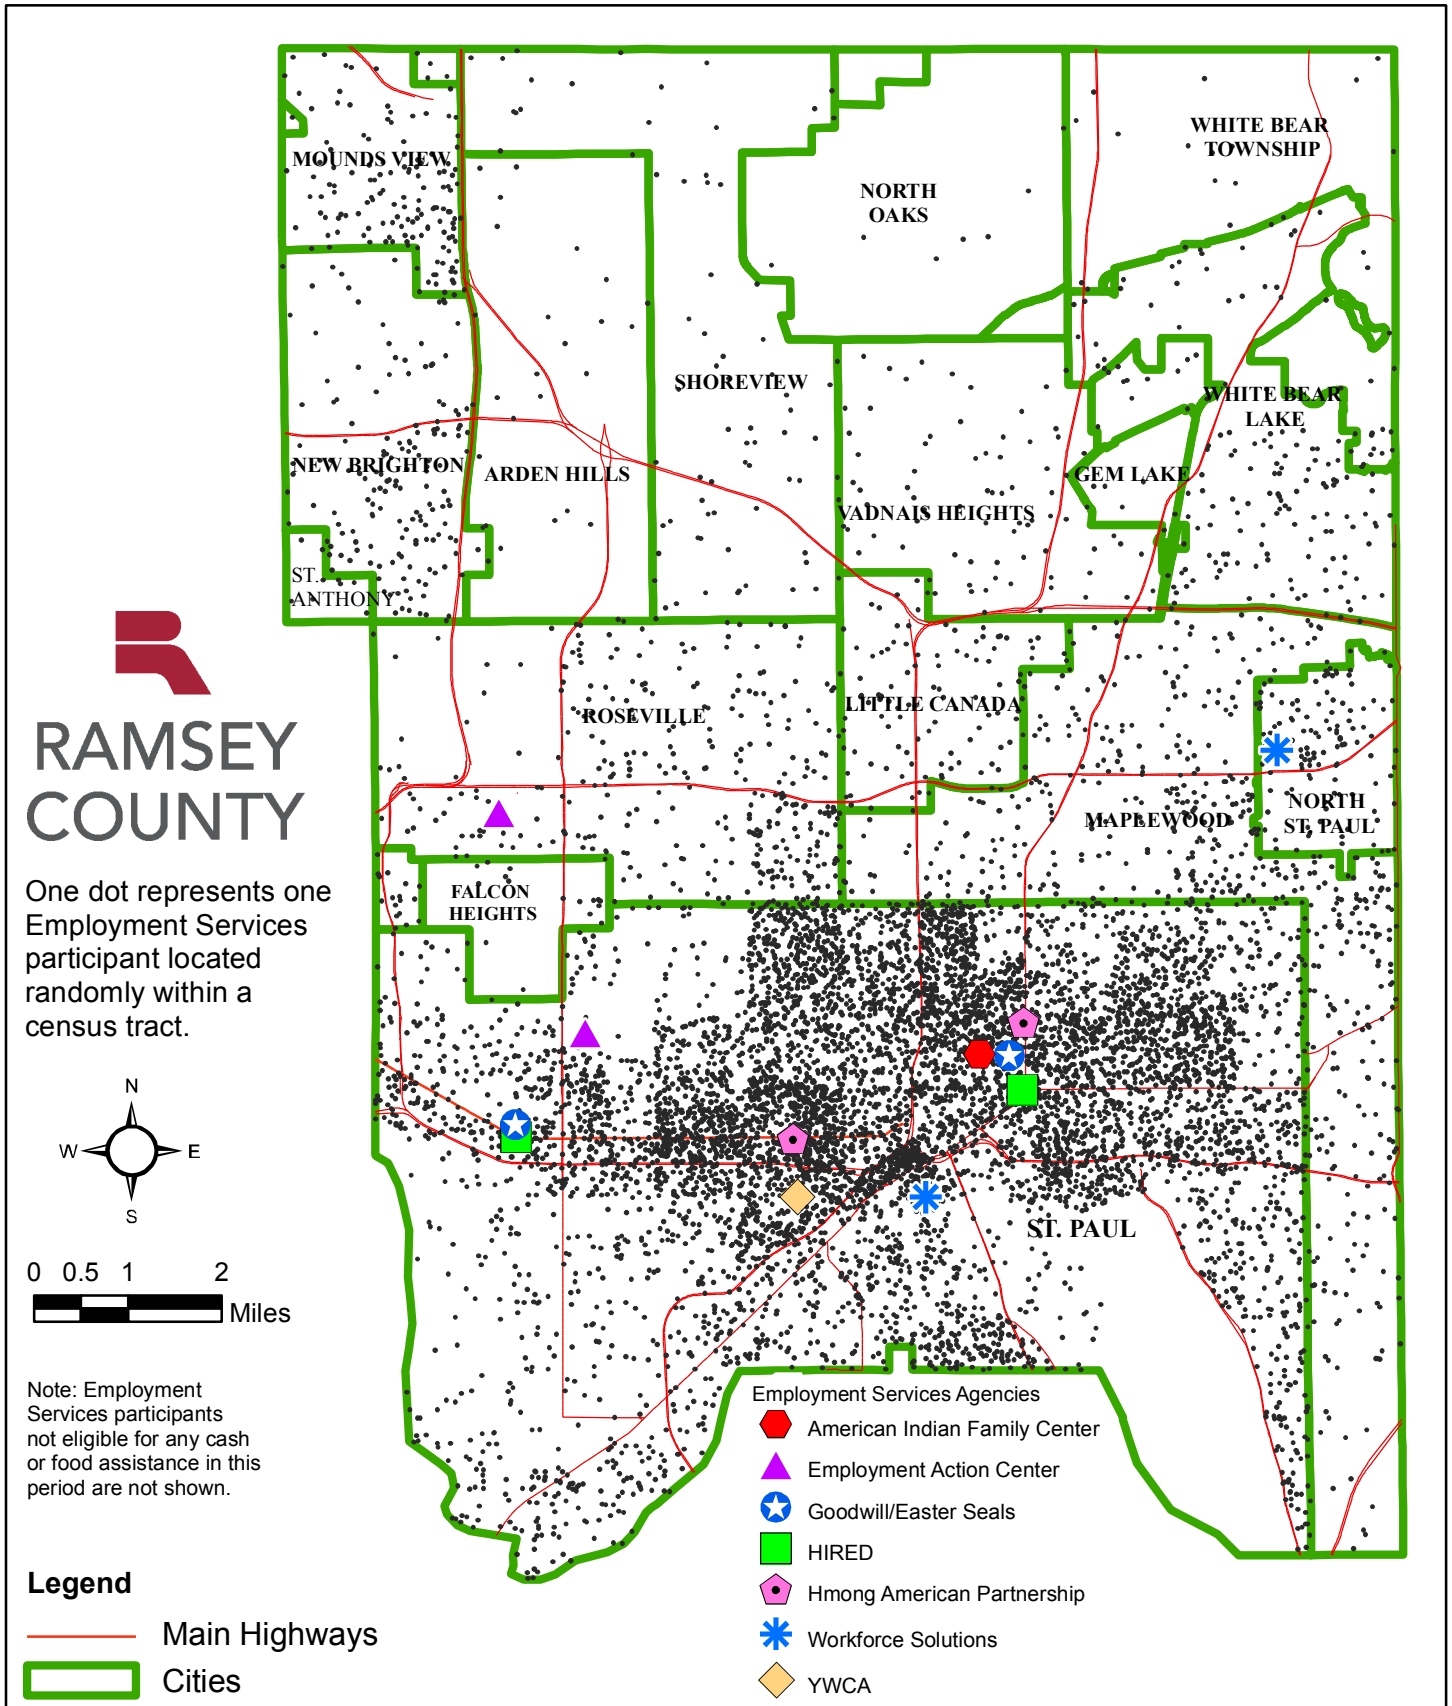 MOUNDS VIEW
WHITE BEAR
TOWNSHIP
NORTH
OAKS
SHOREVIEW
WHITE BEAR
LAKE
NEW BRIGHTON
ARDEN HILLS
GEM LAKE
VADNAIS HEIGHTS
ST.
ANTHONY
ROSEVILLE
LITTLE CANADA
MAPLEWOOD
NORTH
ST. PAUL
FALCON
HEIGHTS
ST. PAUL
RAMSEY
COUNTY
One dot represents one
Employment Services
participant located
randomly within a
census tract.
N
W E
S
0 0.5 1 2
Miles
Note: Employment
Services participants
not eligible for any cash
or food assistance in this
period are not shown.
Legend
Main Highways
Cities
Employment Services Agencies
American Indian Family Center
Employment Action Center
Goodwill/Easter Seals
HIRED
Hmong American Partnership
Workforce Solutions
YWCA